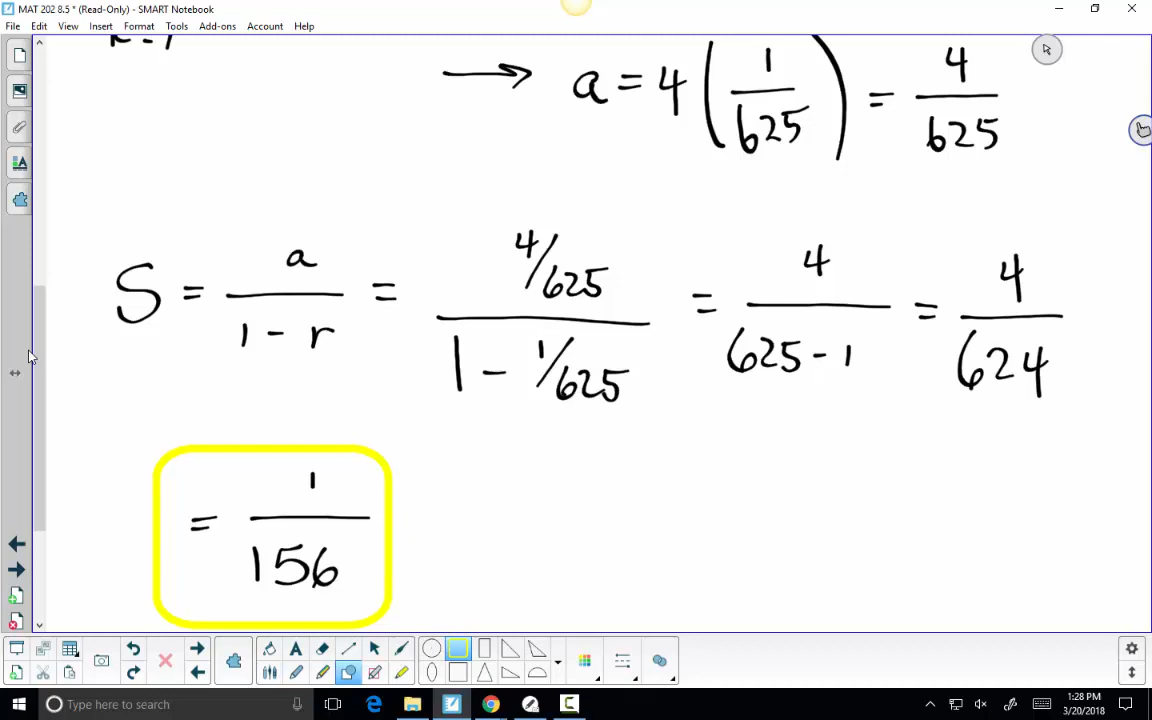 MAT 202 8.5 * (Read-Only) - SMART Notebook
File Edit View Insert Format Tools Add-ons Account Help
→ a = 4 ( 1 / 625 ) = 4 / 625
S = a / 1 - r = 4/625 / 1 - 1/625 = 4 / 625 - 1 = 4 / 624
= 1 / 156
A
Type here to search
1:28 PM
3/20/2018